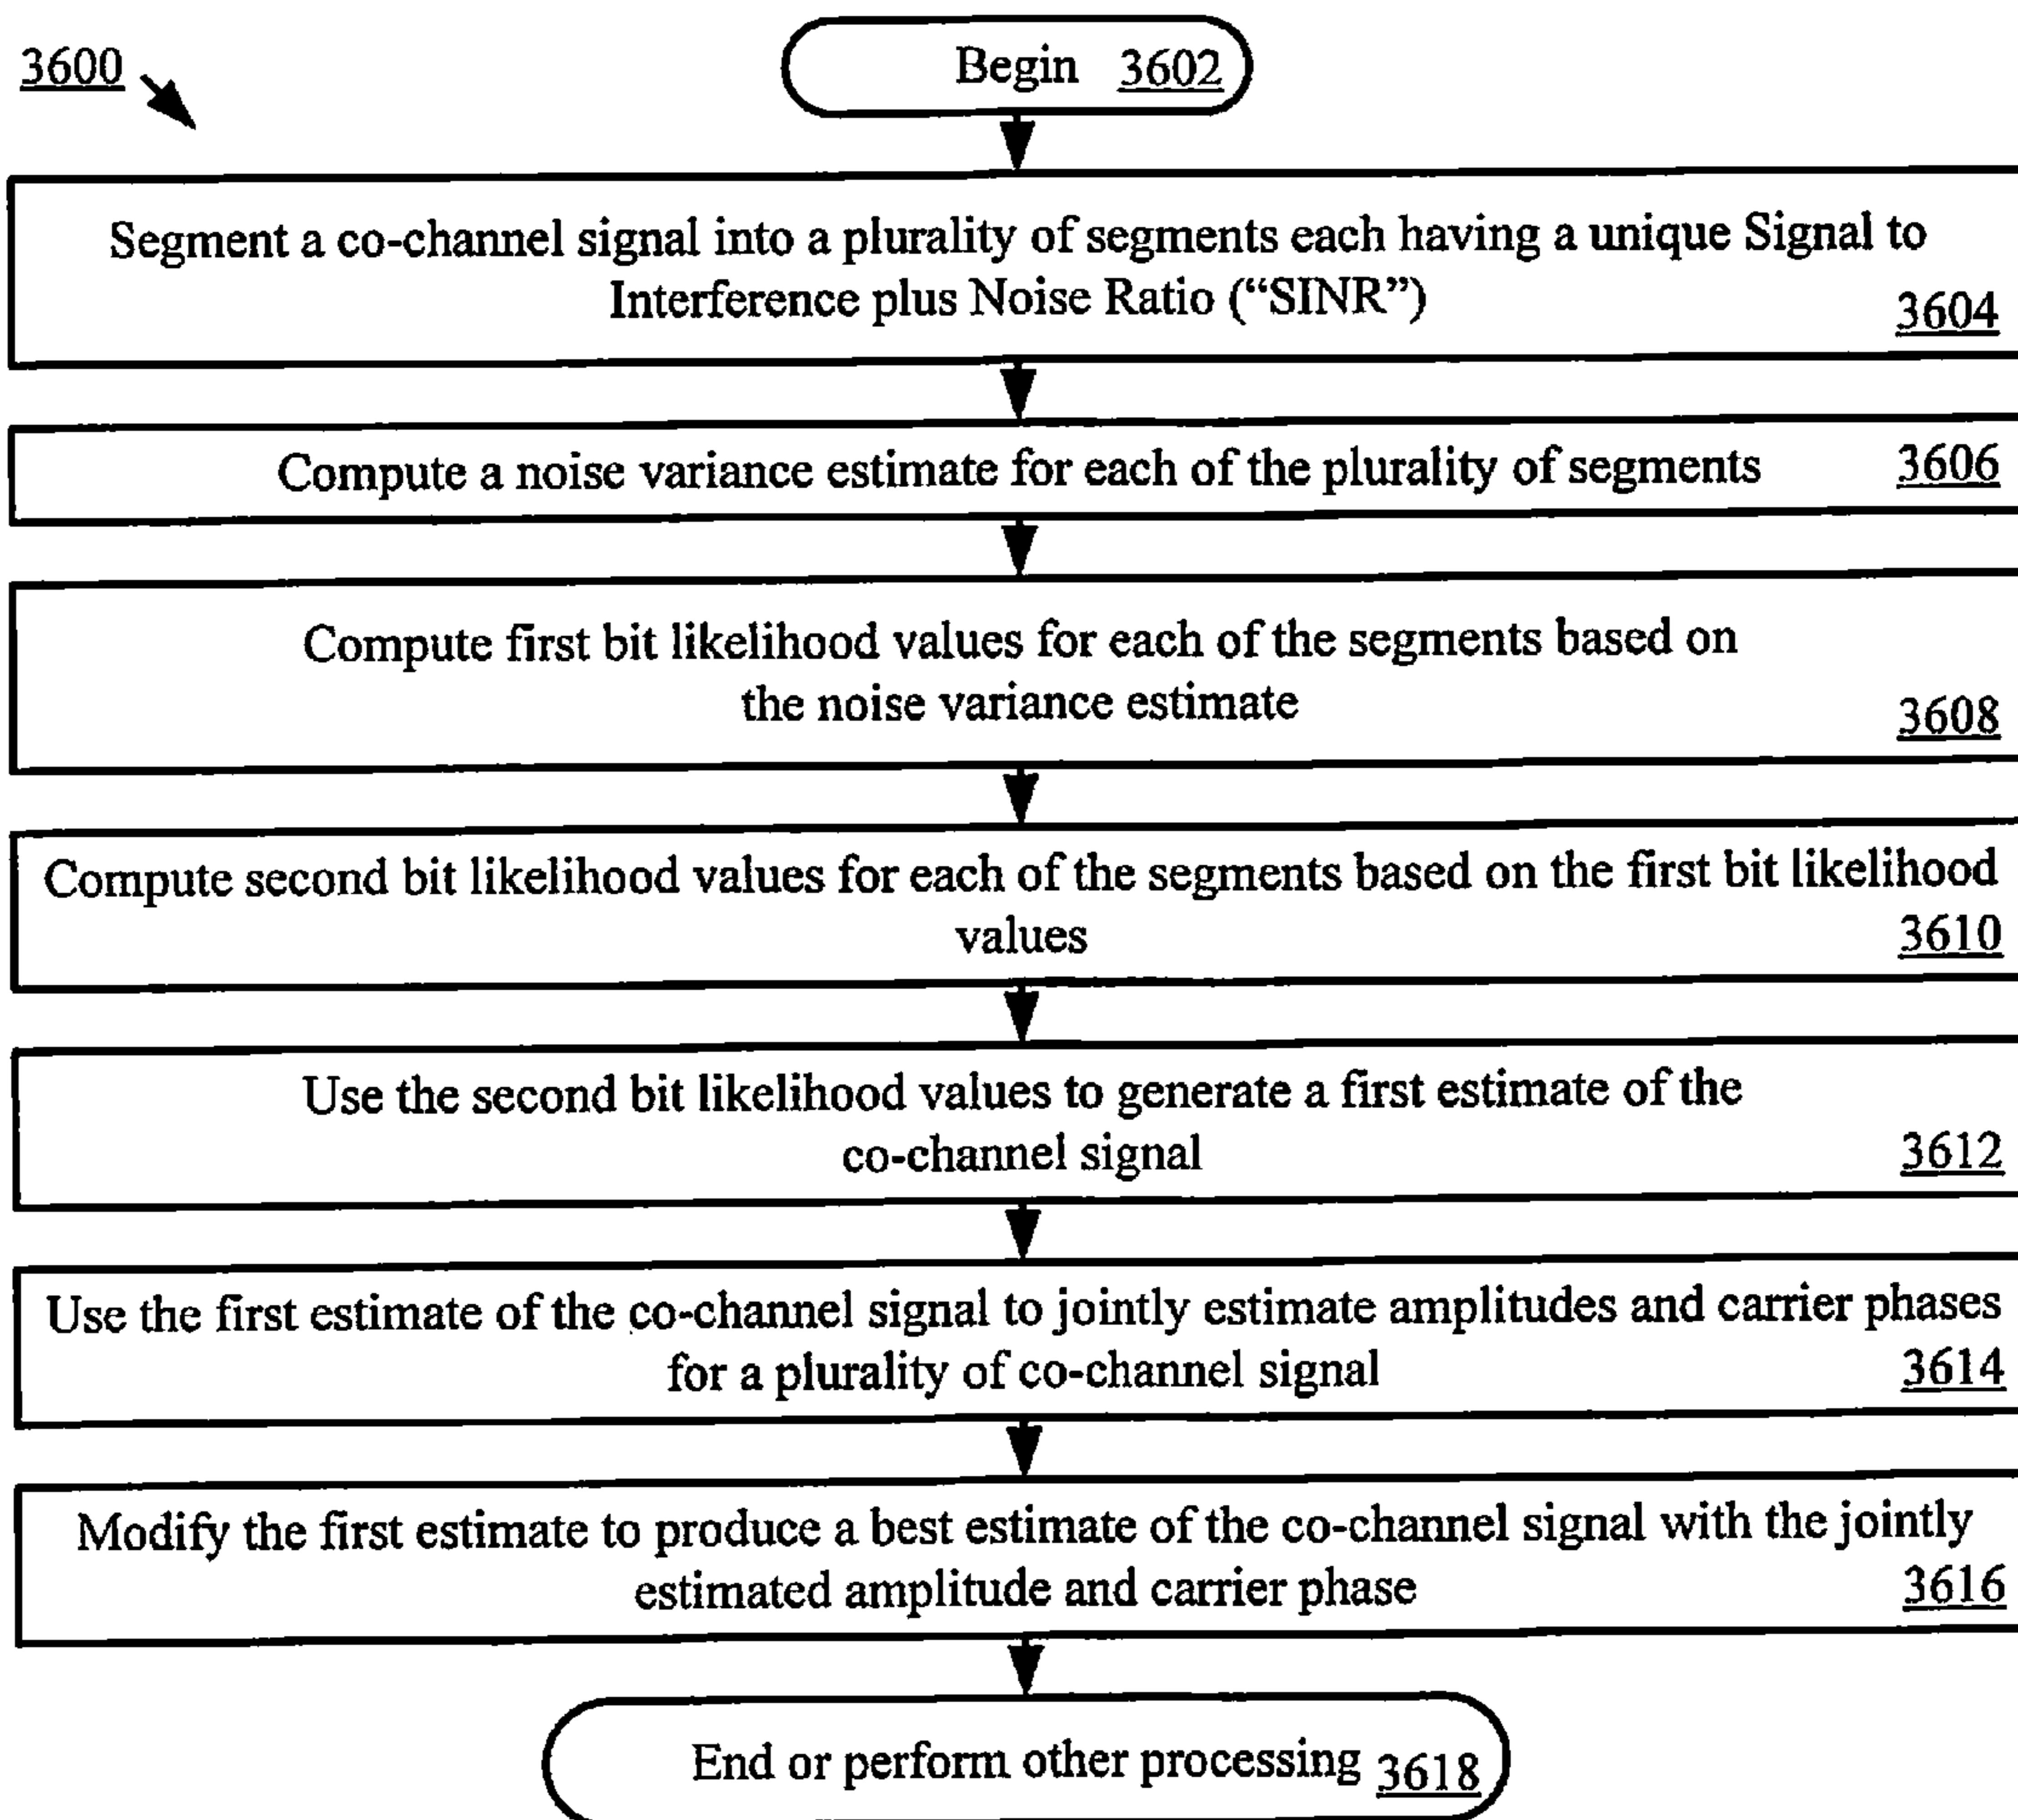 3600
Begin 3602
Segment a co-channel signal into a plurality of segments each having a unique Signal to
Interference plus Noise Ratio (“SINR”)
3604
Compute a noise variance estimate for each of the plurality of segments 3606
Compute first bit likelihood values for each of the segments based on
the noise variance estimate
3608
Compute second bit likelihood values for each of the segments based on the first bit likelihood
values 3610
Use the second bit likelihood values to generate a first estimate of the
co-channel signal 3612
Use the first estimate of the co-channel signal to jointly estimate amplitudes and carrier phases
for a plurality of co-channel signal 3614
Modify the first estimate to produce a best estimate of the co-channel signal with the jointly
estimated amplitude and carrier phase 3616
End or perform other processing 3618